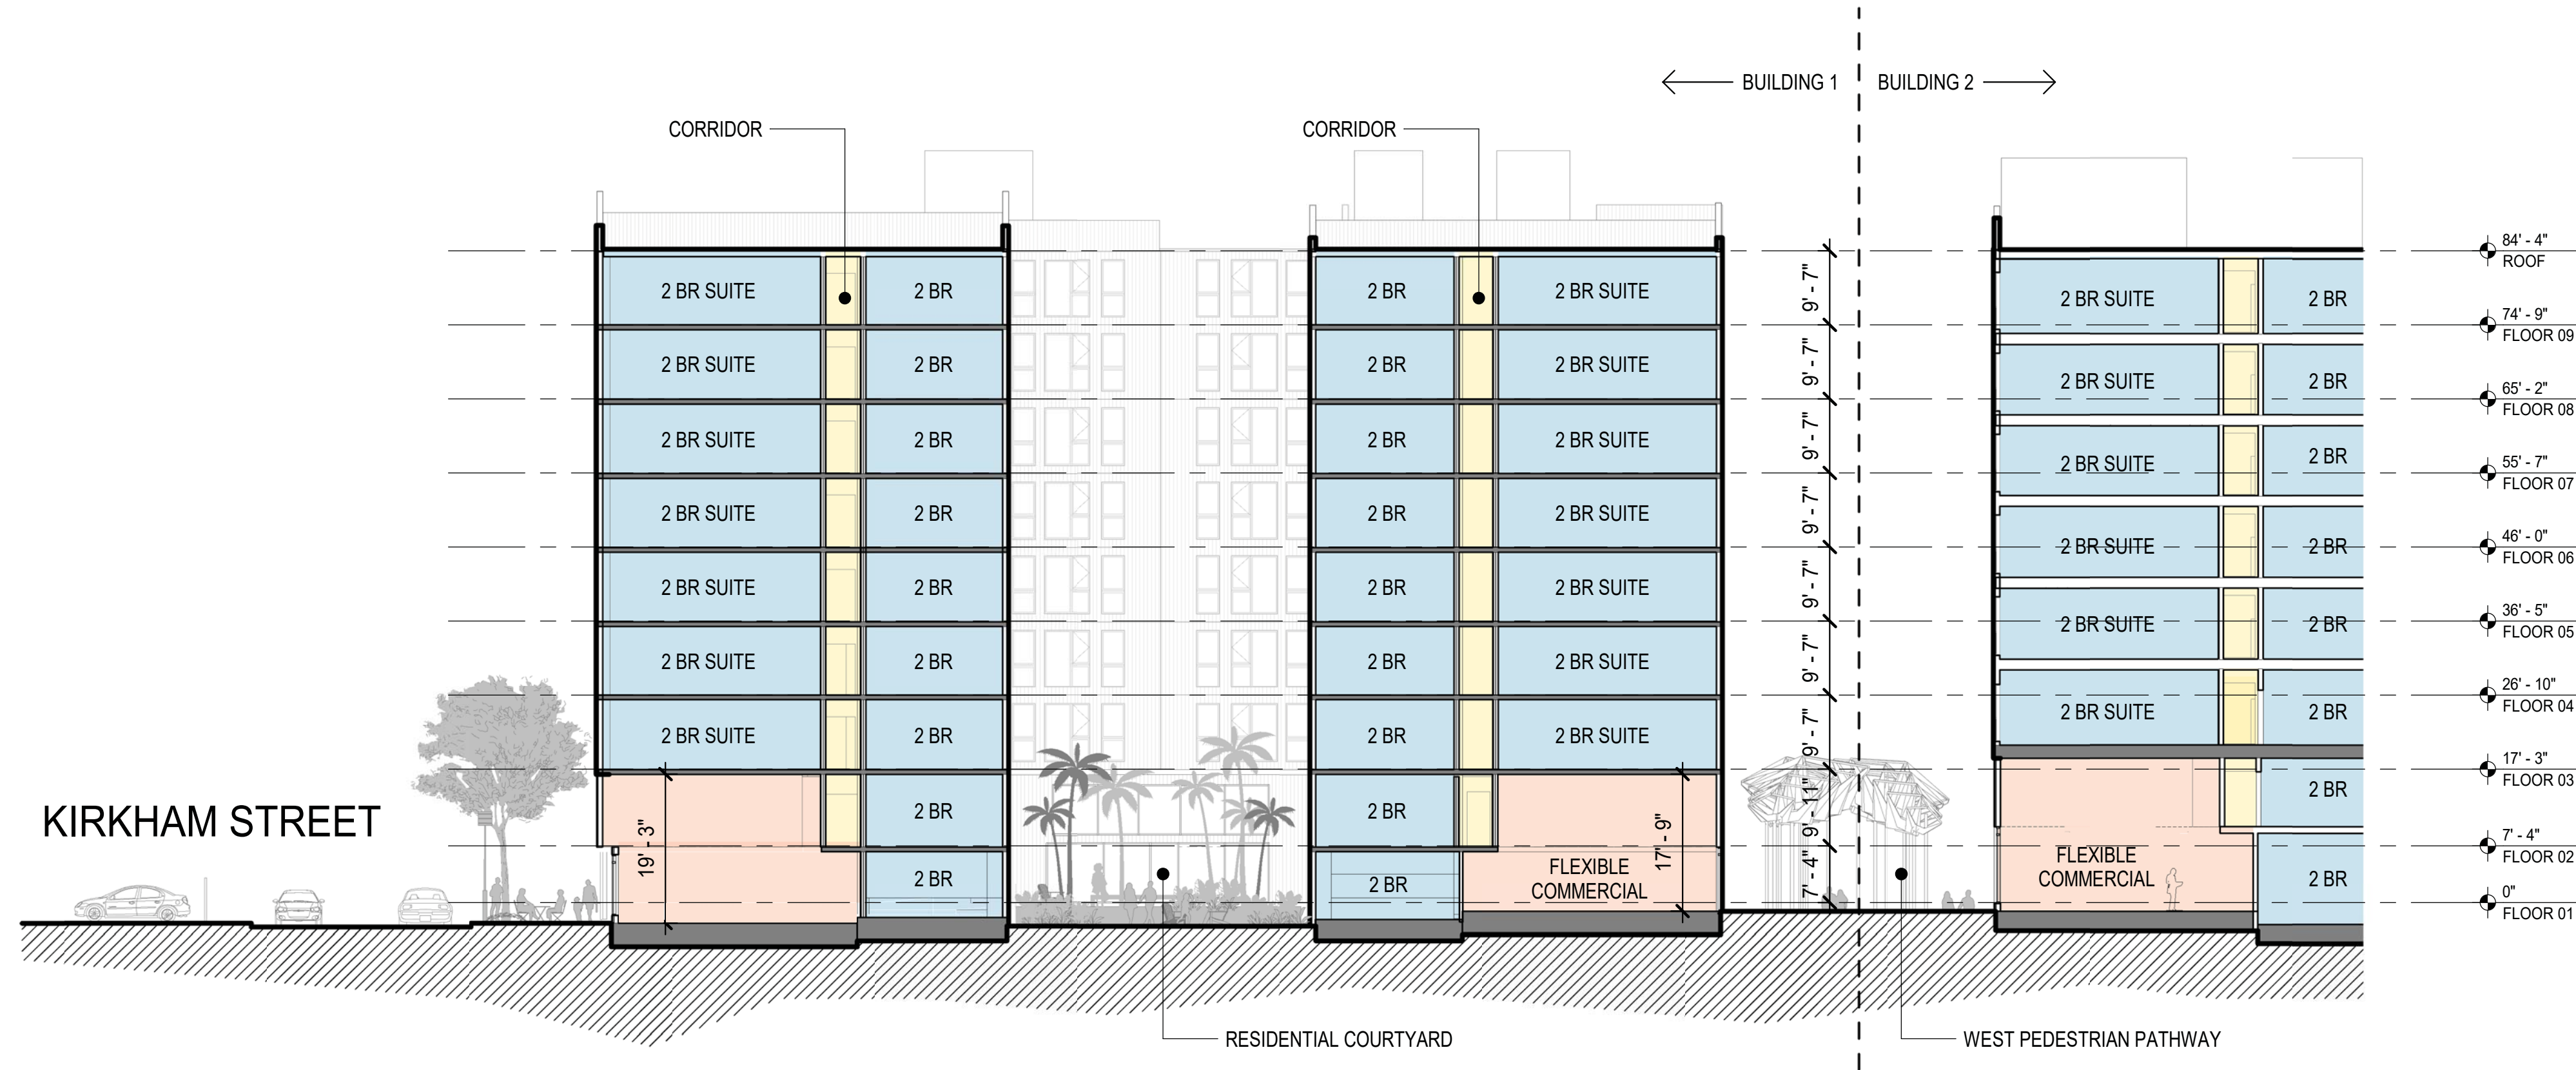 BUILDING 1
BUILDING 2
CORRIDOR
CORRIDOR
84' - 4"
ROOF
2 BR SUITE
2 BR
2 BR
2 BR SUITE
9' - 7"
2 BR SUITE
2 BR
74' - 9"
FLOOR 09
2 BR SUITE
2 BR
2 BR
2 BR SUITE
9' - 7"
2 BR SUITE
2 BR
65' - 2"
FLOOR 08
2 BR SUITE
2 BR
2 BR
2 BR SUITE
9' - 7"
2 BR SUITE
2 BR
55' - 7"
FLOOR 07
2 BR SUITE
2 BR
2 BR
2 BR SUITE
9' - 7"
2 BR SUITE
2 BR
46' - 0"
FLOOR 06
2 BR SUITE
2 BR
2 BR
2 BR SUITE
9' - 7"
2 BR SUITE
2 BR
36' - 5"
FLOOR 05
2 BR SUITE
2 BR
2 BR
2 BR SUITE
9' - 7"
2 BR SUITE
2 BR
26' - 10"
FLOOR 04
2 BR SUITE
2 BR
2 BR
2 BR SUITE
9' - 7"
17' - 3"
FLOOR 03
KIRKHAM STREET
19' - 3"
2 BR
2 BR
17' - 9"
9' - 11"
2 BR
7' - 4"
FLOOR 02
2 BR
2 BR
FLEXIBLE
COMMERCIAL
7' - 4"
FLEXIBLE
COMMERCIAL
2 BR
0"
FLOOR 01
RESIDENTIAL COURTYARD
WEST PEDESTRIAN PATHWAY